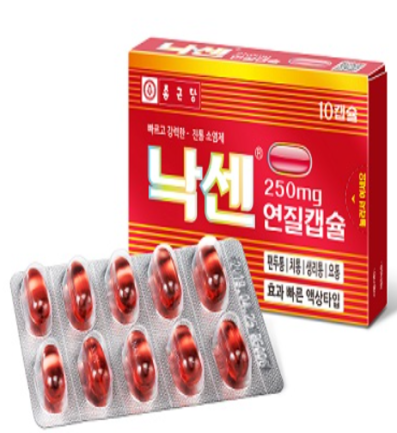 낙센
종근당
10캡슐
빠르고 강력한 - 진통 소염제
낙센®
250mg
연질캡슐
편두통 | 치통 | 생리통 | 요통
효과 빠른 액상타입